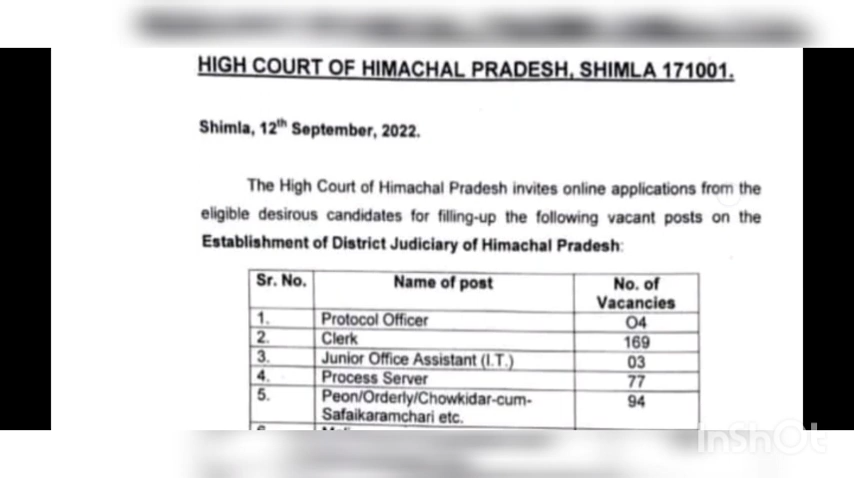 HIGH COURT OF HIMACHAL PRADESH, SHIMLA 171001.
Shimla, 12th September, 2022.
The High Court of Himachal Pradesh invites online applications from the
eligible desirous candidates for filling-up the following vacant posts on the
Establishment of District Judiciary of Himachal Pradesh:
Sr. No. Name of post No. of
Vacancies
1. Protocol Officer 04
2. Clerk 169
3. Junior Office Assistant (I.T.) 03
4. Process Server 77
5. Peon/Orderly/Chowkidar-cum- 94
Safaikaramchari etc.
InShOt